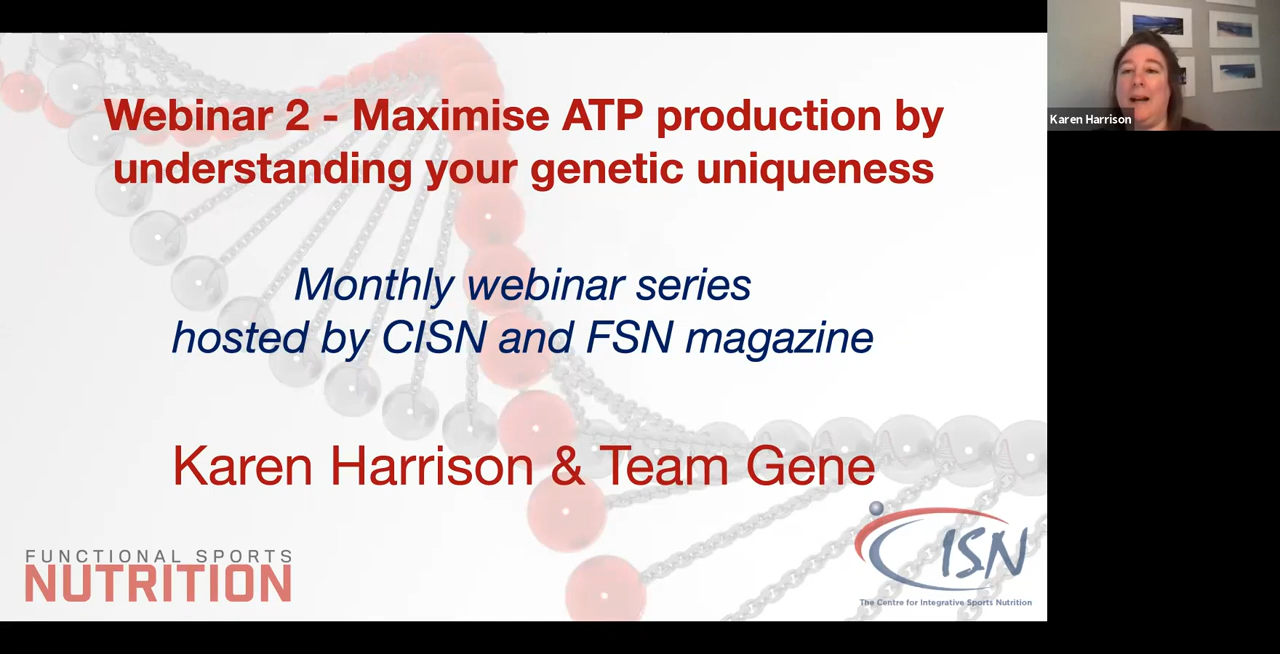 Webinar 2 - Maximise ATP production by
understanding your genetic uniqueness
Monthly webinar series
hosted by CISN and FSN magazine
Karen Harrison & Team Gene
FUNCTIONAL SPORTS
NUTRITION
CISN
The Centre for Integrative Sports Nutrition
Karen Harrison